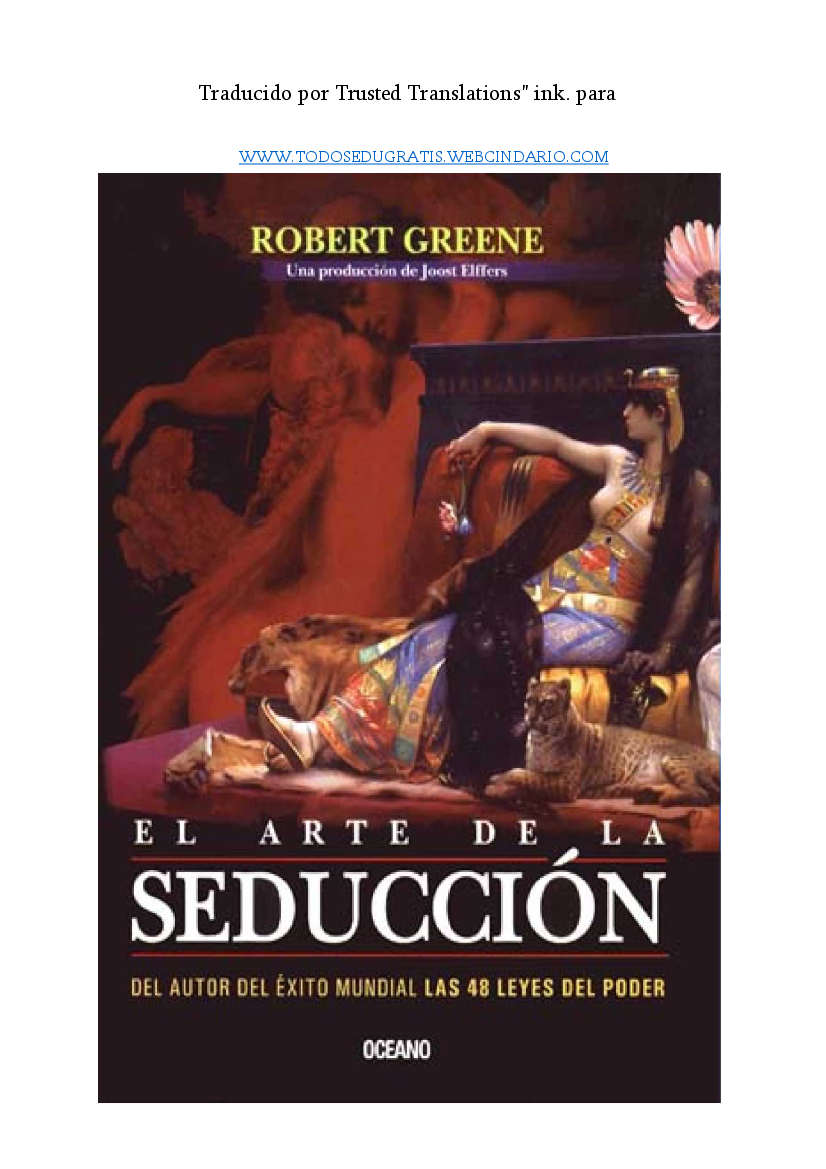 Traducido por Trusted Translations" ink. para
WWW.TODOSEDUGRATIS.WEBCINDARIO.COM
ROBERT GREENE
Una producción de Joost Elffers
EL ARTE DE LA
SEDUCCIÓN
DEL AUTOR DEL ÉXITO MUNDIAL LAS 48 LEYES DEL PODER
OCEANO